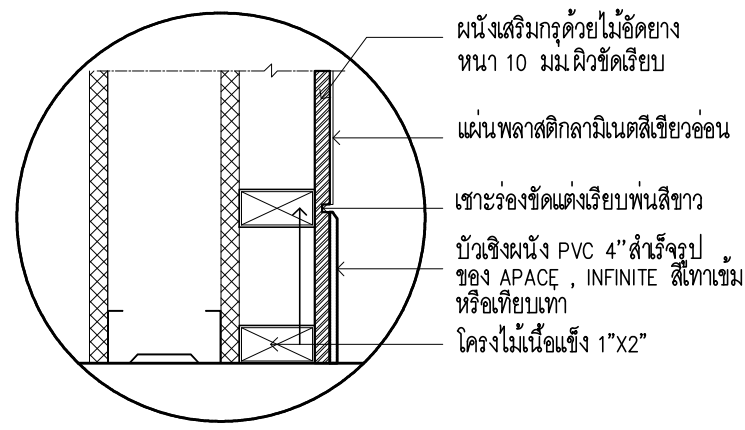 ผนังเสริมกรุด้วยไม้อัดยาง
หนา 10 มม.ผิวขัดเรียบ
แผ่นพลาสติกลามิเนตสีเขียวอ่อน
เซาะร่องขัดแต่งเรียบพ่นสีขาว
บัวเชิงผนัง PVC 4" สำเร็จรูป
ของ APACE , INFINITE สีเทาเข้ม
หรือเทียบเทา
โครงไม้เนื้อแข็ง 1"X2"